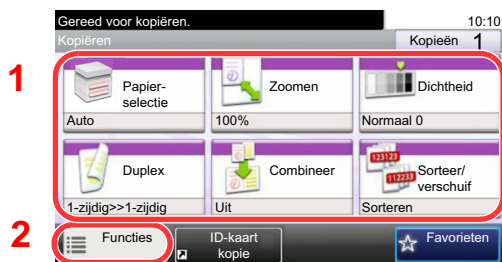 Gereed voor kopiëren.
10:10
Kopiëren
Kopieën 1
1
Papier-
selectie
Auto
Zoomen
100%
Dichtheid
Normaal 0
Duplex
1-zijdig>>1-zijdig
Combineer
Uit
123123
112233
Sorteer/
verschuif
Sorteren
2
Functies
ID-kaart
kopie
Favorieten